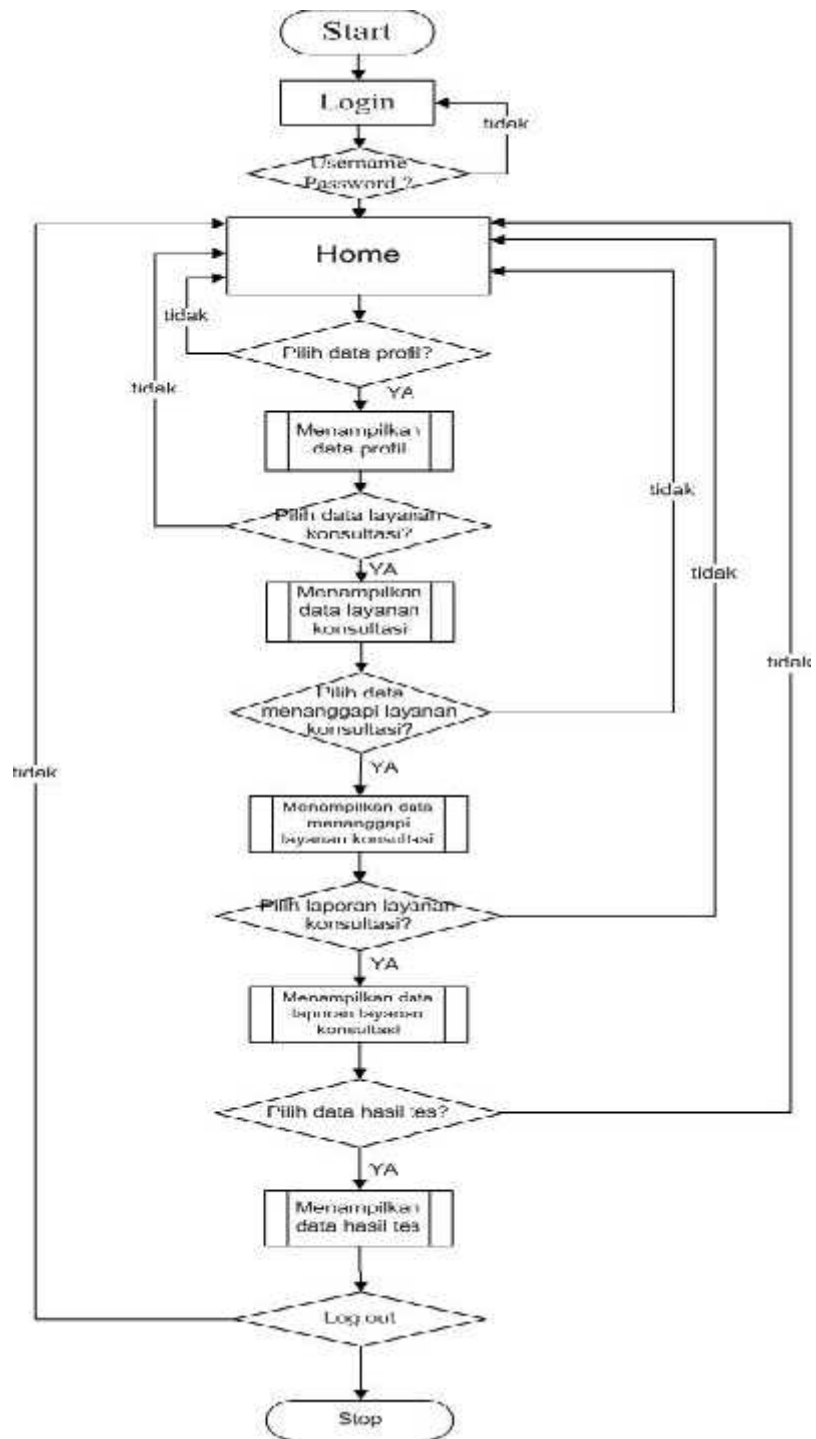 Start
Login
tidak
Username
Password ?
Home
tidak
Pilih data profil?
tidak
YA
Menampilkan
data profil
tidak
Pilih data layanan
konsultasi?
YA
tidak
Menampilkan
data layanan
konsultasi
tidak
Pilih data
menanggapi layanan
konsultasi?
YA
tidak
Menampilkan data
menanggapi
layanan konsultasi
Pilih laporan layanan
konsultasi?
YA
Menampilkan data
laporan layanan
konsultasi
Pilih data hasil tes?
YA
Menampilkan
data hasil tes
Log out
Stop